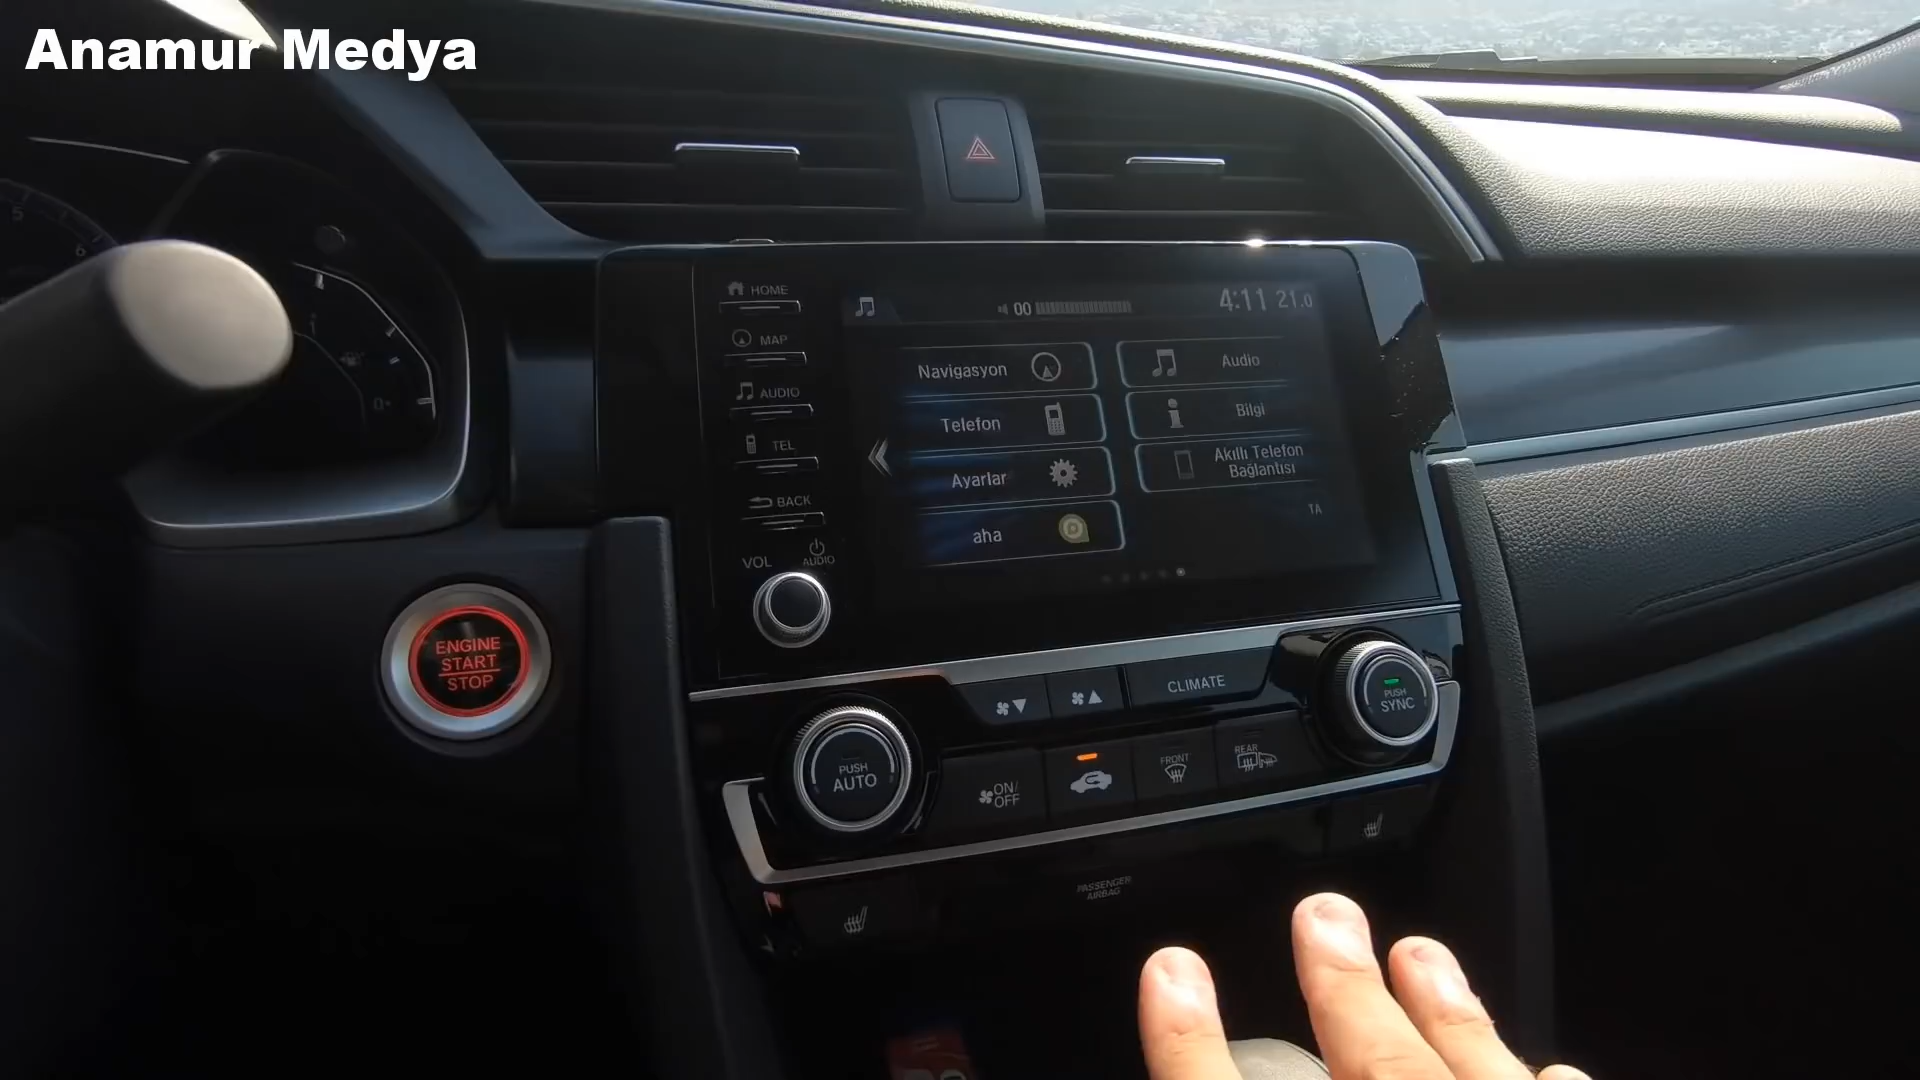 Anamur Medya
5
6
HOME
MAP
AUDIO
TEL
BACK
VOL
AUDIO
00
4:11 21.0
Navigasyon
Audio
Telefon
Bilgi
Ayarlar
Akıllı Telefon
Bağlantısı
aha
TA
ENGINE
START
STOP
CLIMATE
PUSH
SYNC
PUSH
AUTO
ON/
OFF
FRONT
REAR
PASSENGER
AIRBAG